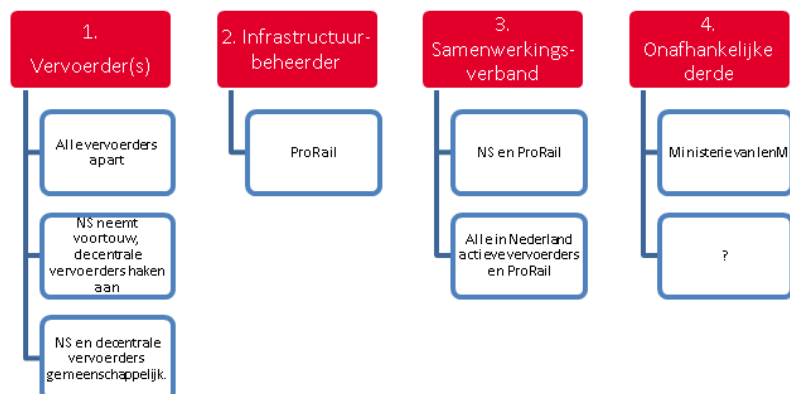 1.
Vervoerder(s)
Alle vervoerders
apart
NS neemt
voortouw,
decentrale
vervoerders haken
aan
NS en decentrale
vervoerders
gemeenschappelijk.
2. Infrastructuur-
beheerder
ProRail
3.
Samenwerkings-
verband
NS en ProRail
Alle in Nederland
actieve vervoerders
en ProRail
4.
Onafhankelijke
derde
Ministerie van IenM
?